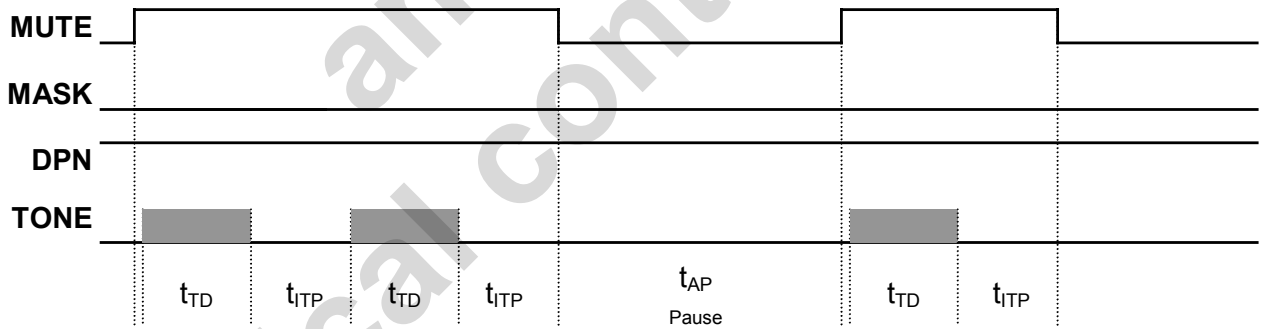 MUTE
MASK
DPN
TONE
tTD tITP tTD tITP tAP tTD tITP
Pause